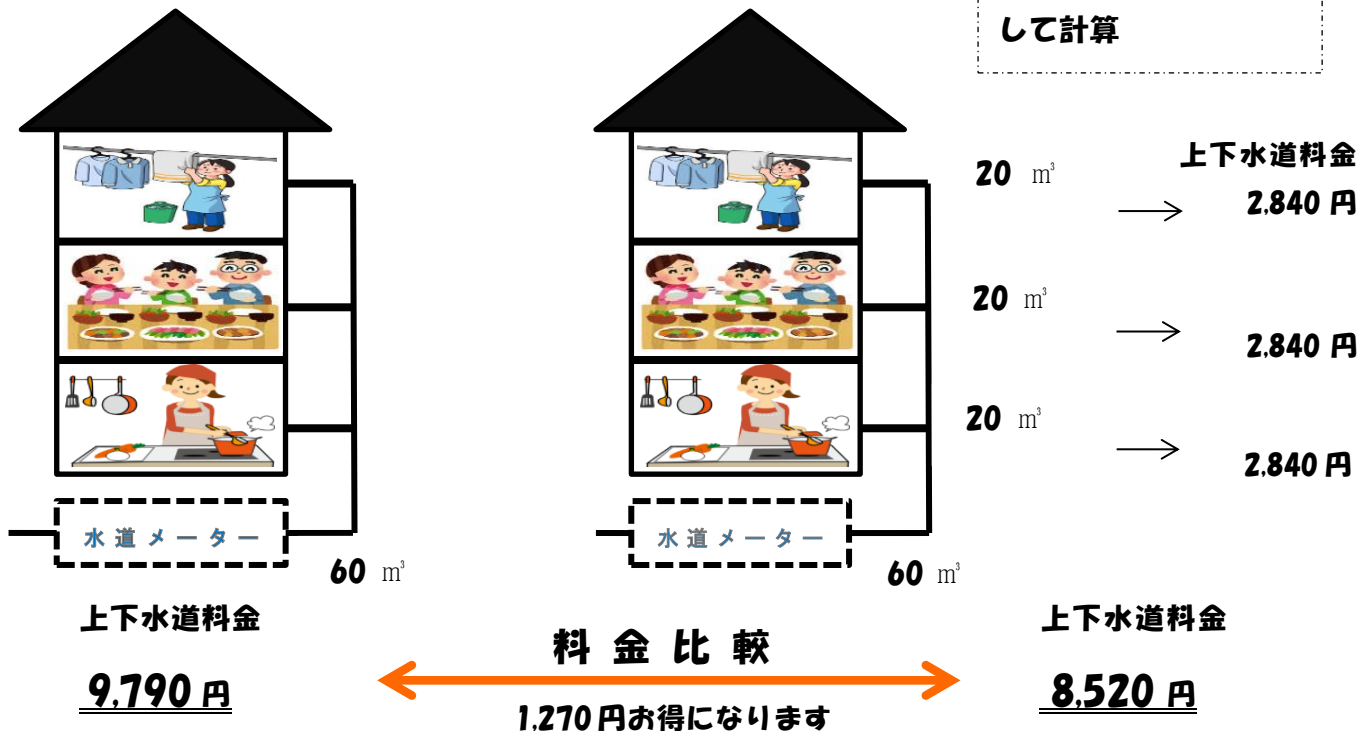 して計算
20 m³
上下水道料金
2,840 円
20 m³
2,840 円
20 m³
2,840 円
水道メーター
60 m³
水道メーター
60 m³
上下水道料金
9,790 円
料金比較
1,270 円お得になります
上下水道料金
8,520 円